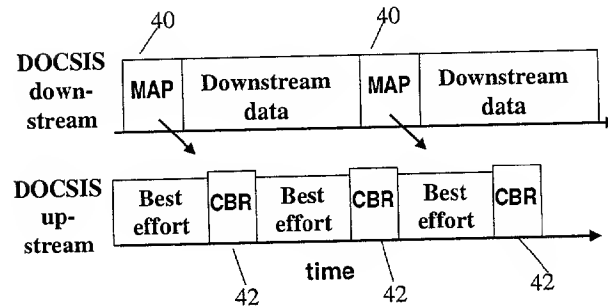 40
40
DOCSIS
down-
stream
MAP
Downstream
data
MAP
Downstream
data
DOCSIS
up-
stream
Best
effort
CBR
Best
effort
CBR
Best
effort
CBR
time
42
42
42